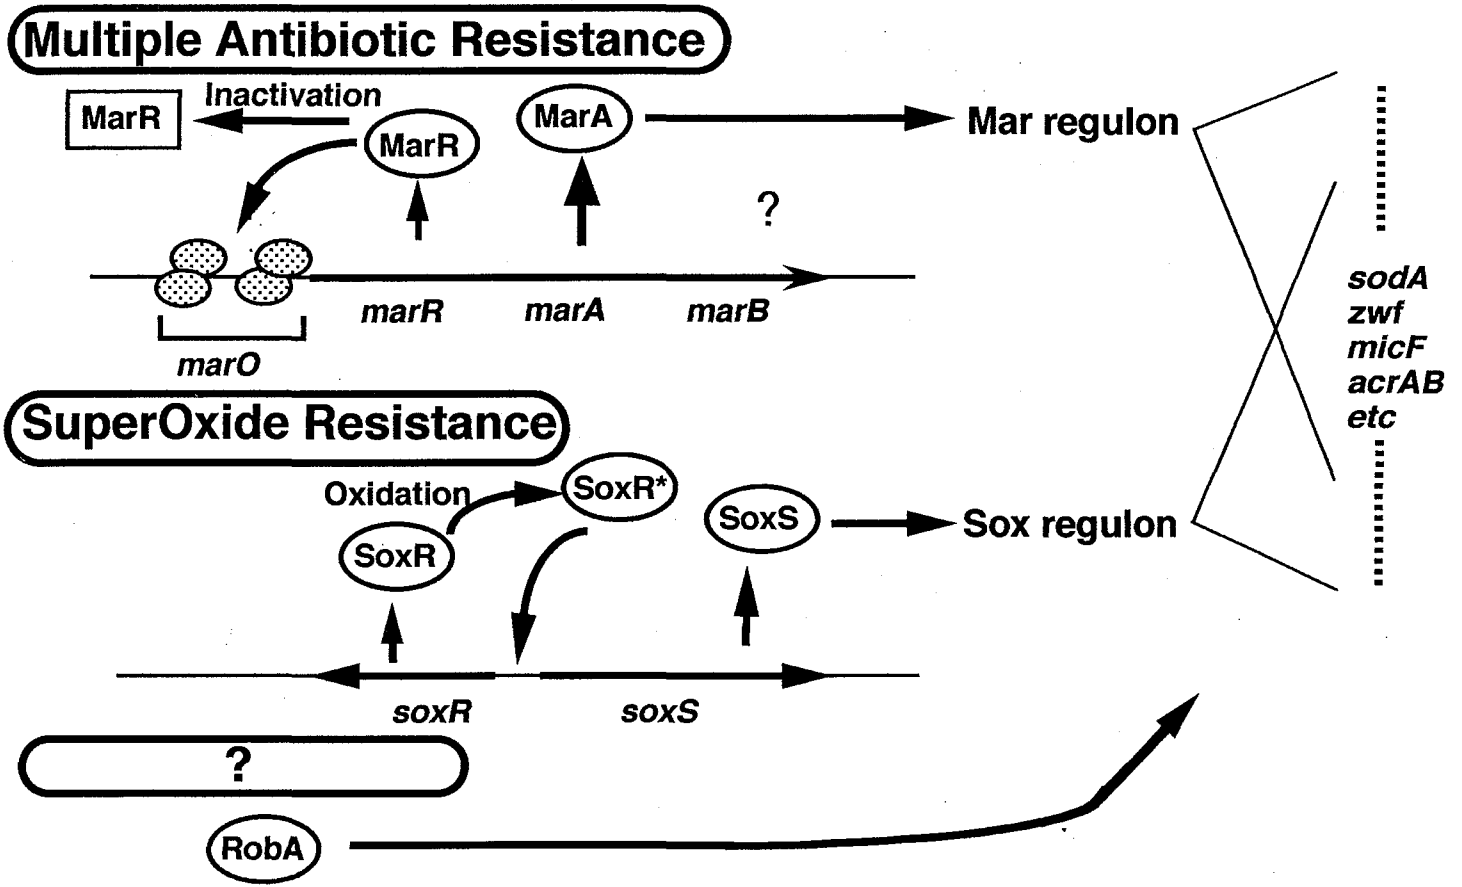 Multiple Antibiotic Resistance
MarR
Inactivation
MarR
MarA
Mar regulon
?
marR
marA
marB
marO
sodA
zwf
micF
acrAB
etc
SuperOxide Resistance
Oxidation
SoxR*
SoxR
SoxS
Sox regulon
soxR
soxS
?
RobA